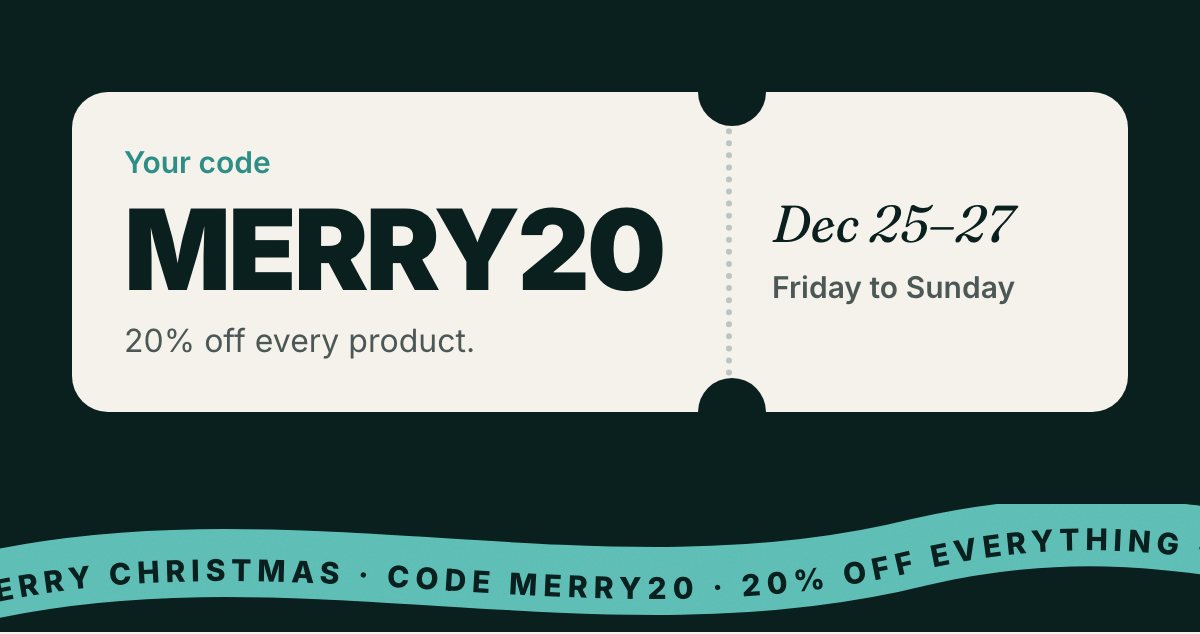 Your code
MERRY20
20% off every product.
Dec 25–27
Friday to Sunday
ERRY CHRISTMAS · CODE MERRY20 · 20% OFF EVERYTHING